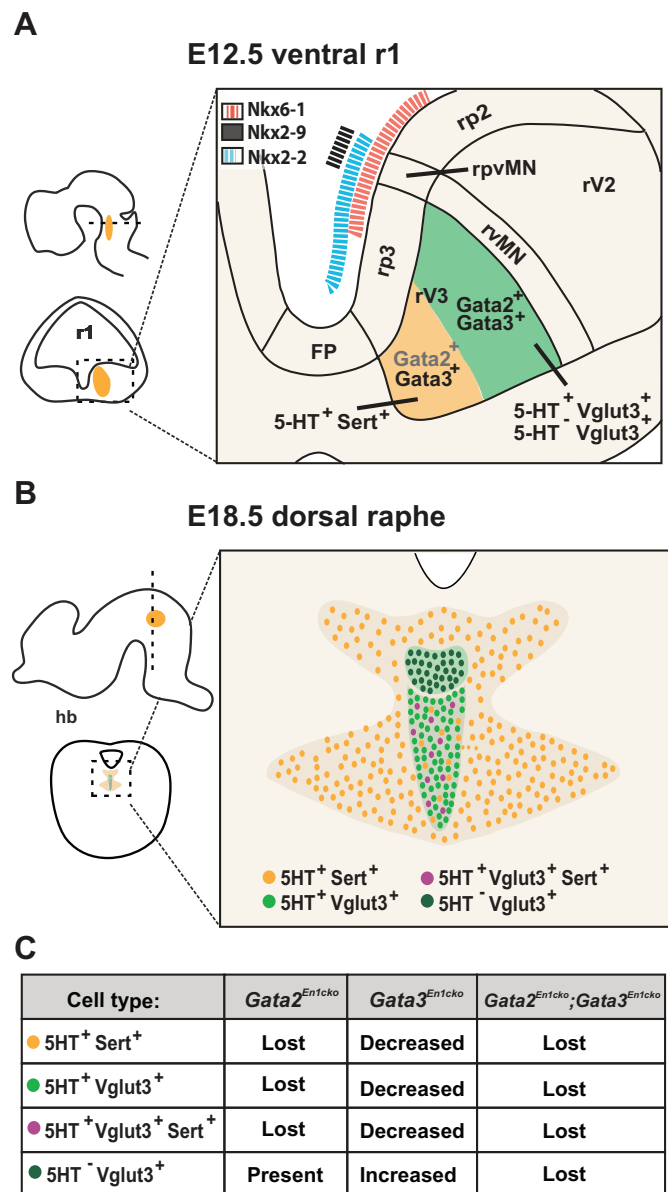 A
E12.5 ventral r1
Nkx6-1
Nkx2-9
Nkx2-2
rp2
rpvMN
rV2
rvMN
rp3
r1
rV3
Gata2+
Gata3+
FP
Gata2+
Gata3+
5-HT+ Sert+
5-HT+ Vglut3+
5-HT- Vglut3+
B
E18.5 dorsal raphe
hb
5HT+ Sert+
5HT+ Vglut3+ Sert+
5HT+ Vglut3+
5HT- Vglut3+
C
Cell type: Gata2En1cko Gata3En1cko Gata2En1cko;Gata3En1cko
5HT+ Sert+ Lost Decreased Lost
5HT+ Vglut3+ Lost Decreased Lost
5HT+Vglut3+ Sert+ Lost Decreased Lost
5HT- Vglut3+ Present Increased Lost